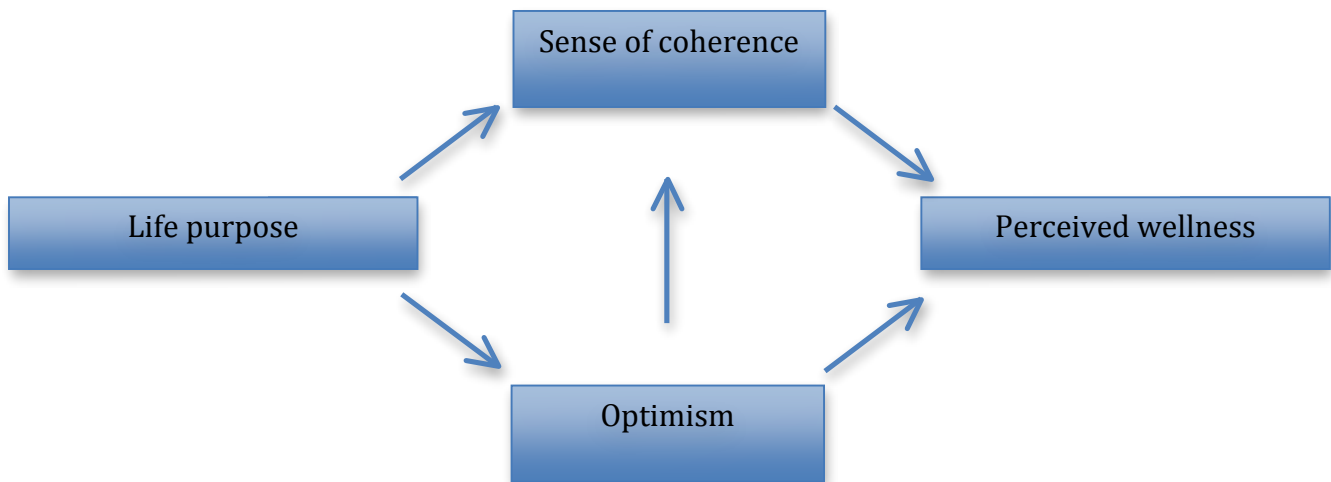 Sense of coherence
Life purpose
Perceived wellness
Optimism